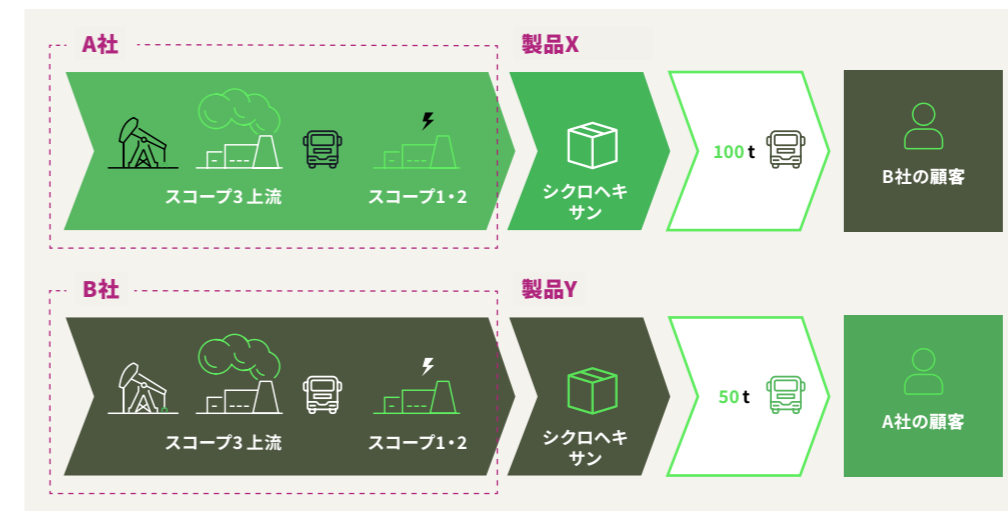 A社
製品X
スコープ3 上流
スコープ1・2
シクロヘキ
サン
100 t
B社の顧客
B社
製品Y
スコープ3 上流
スコープ1・2
シクロヘキ
サン
50 t
A社の顧客